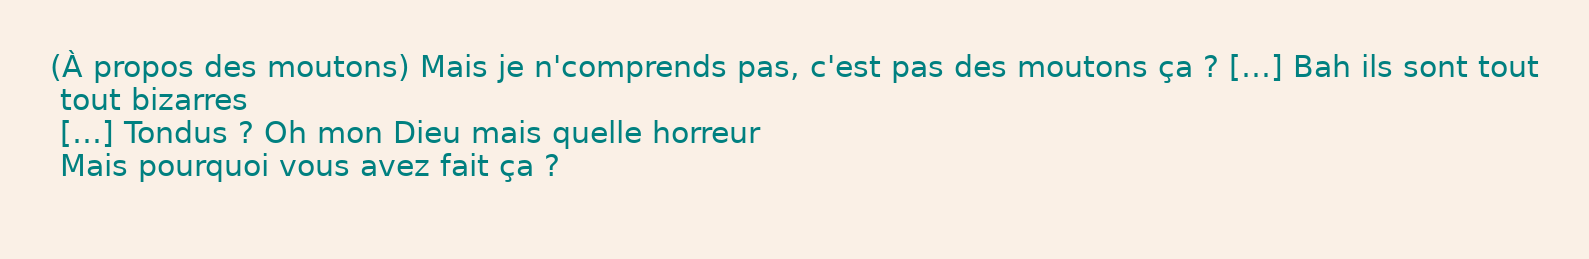 (À propos des moutons) Mais je n'comprends pas, c'est pas des moutons ça ? […] Bah ils sont tout
tout bizarres
[…] Tondus ? Oh mon Dieu mais quelle horreur
Mais pourquoi vous avez fait ça ?